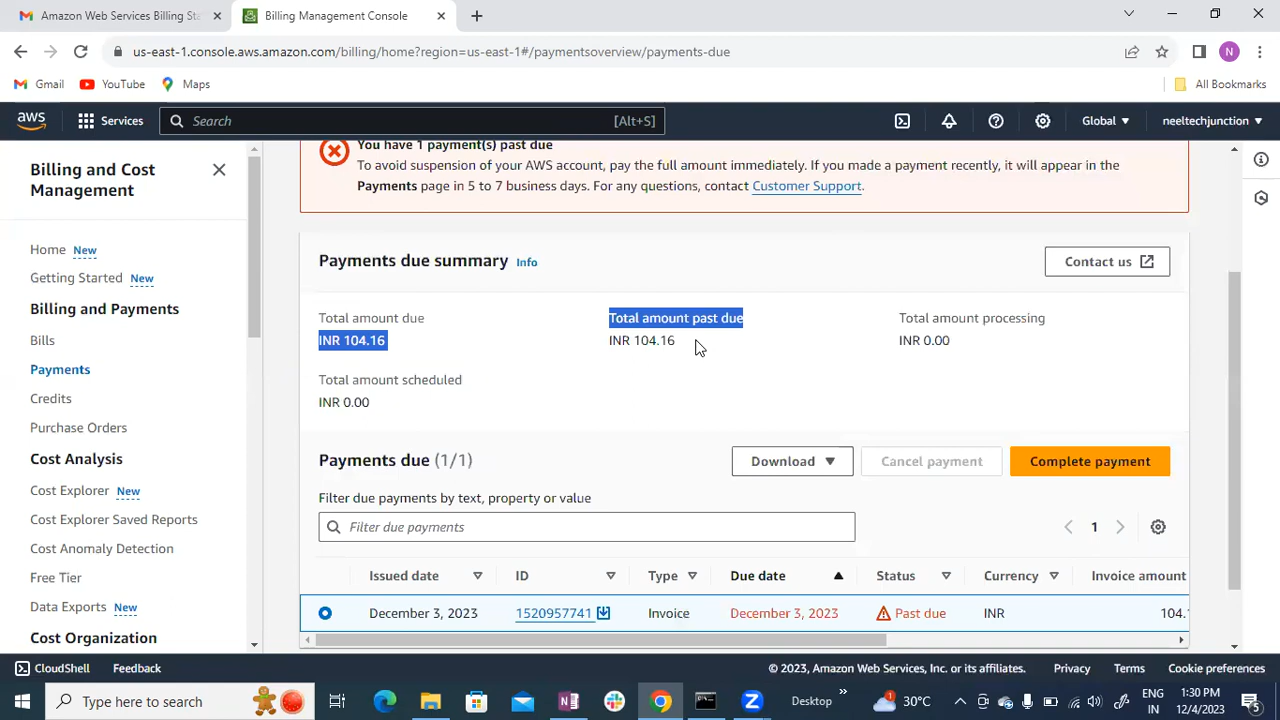 Amazon Web Services Billing Sta
Billing Management Console
us-east-1.console.aws.amazon.com/billing/home?region=us-east-1#/paymentsoverview/payments-due
N
Gmail
YouTube
Maps
All Bookmarks
aws
Services
Search
[Alt+S]
Global
neeltechjunction
Billing and Cost
Management
Home New
Getting Started New
Billing and Payments
Bills
Payments
Credits
Purchase Orders
Cost Analysis
Cost Explorer New
Cost Explorer Saved Reports
Cost Anomaly Detection
Free Tier
Data Exports New
Cost Organization
You have 1 payment(s) past due
To avoid suspension of your AWS account, pay the full amount immediately. If you made a payment recently, it will appear in the
Payments page in 5 to 7 business days. For any questions, contact Customer Support.
Payments due summary Info
Contact us
Total amount due
INR 104.16
Total amount past due
INR 104.16
Total amount processing
INR 0.00
Total amount scheduled
INR 0.00
Payments due (1/1)
Download
Cancel payment
Complete payment
Filter due payments by text, property or value
Filter due payments
1
Issued date ID Type Due date Status Currency Invoice amount
December 3, 2023 1520957741 Invoice December 3, 2023 Past due INR 104.
CloudShell
Feedback
© 2023, Amazon Web Services, Inc. or its affiliates.
Privacy
Terms
Cookie preferences
Type here to search
Desktop
30°C
ENG
IN
1:30 PM
12/4/2023
5